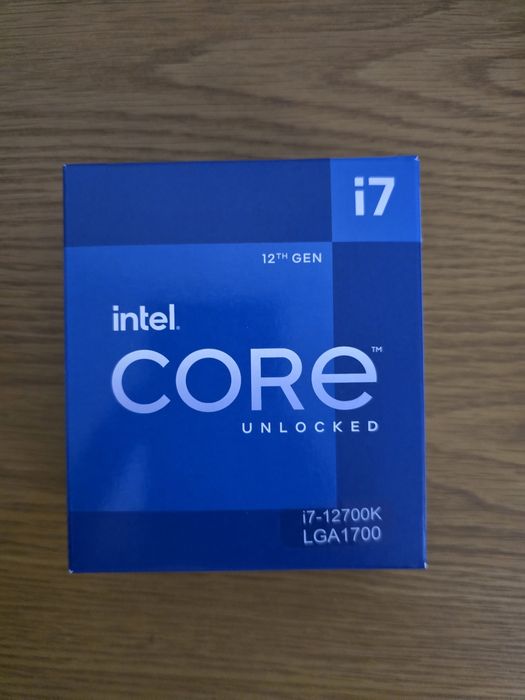 i7
12TH GEN
intel.
CORe™
UNLOCKED
i7-12700K
LGA1700